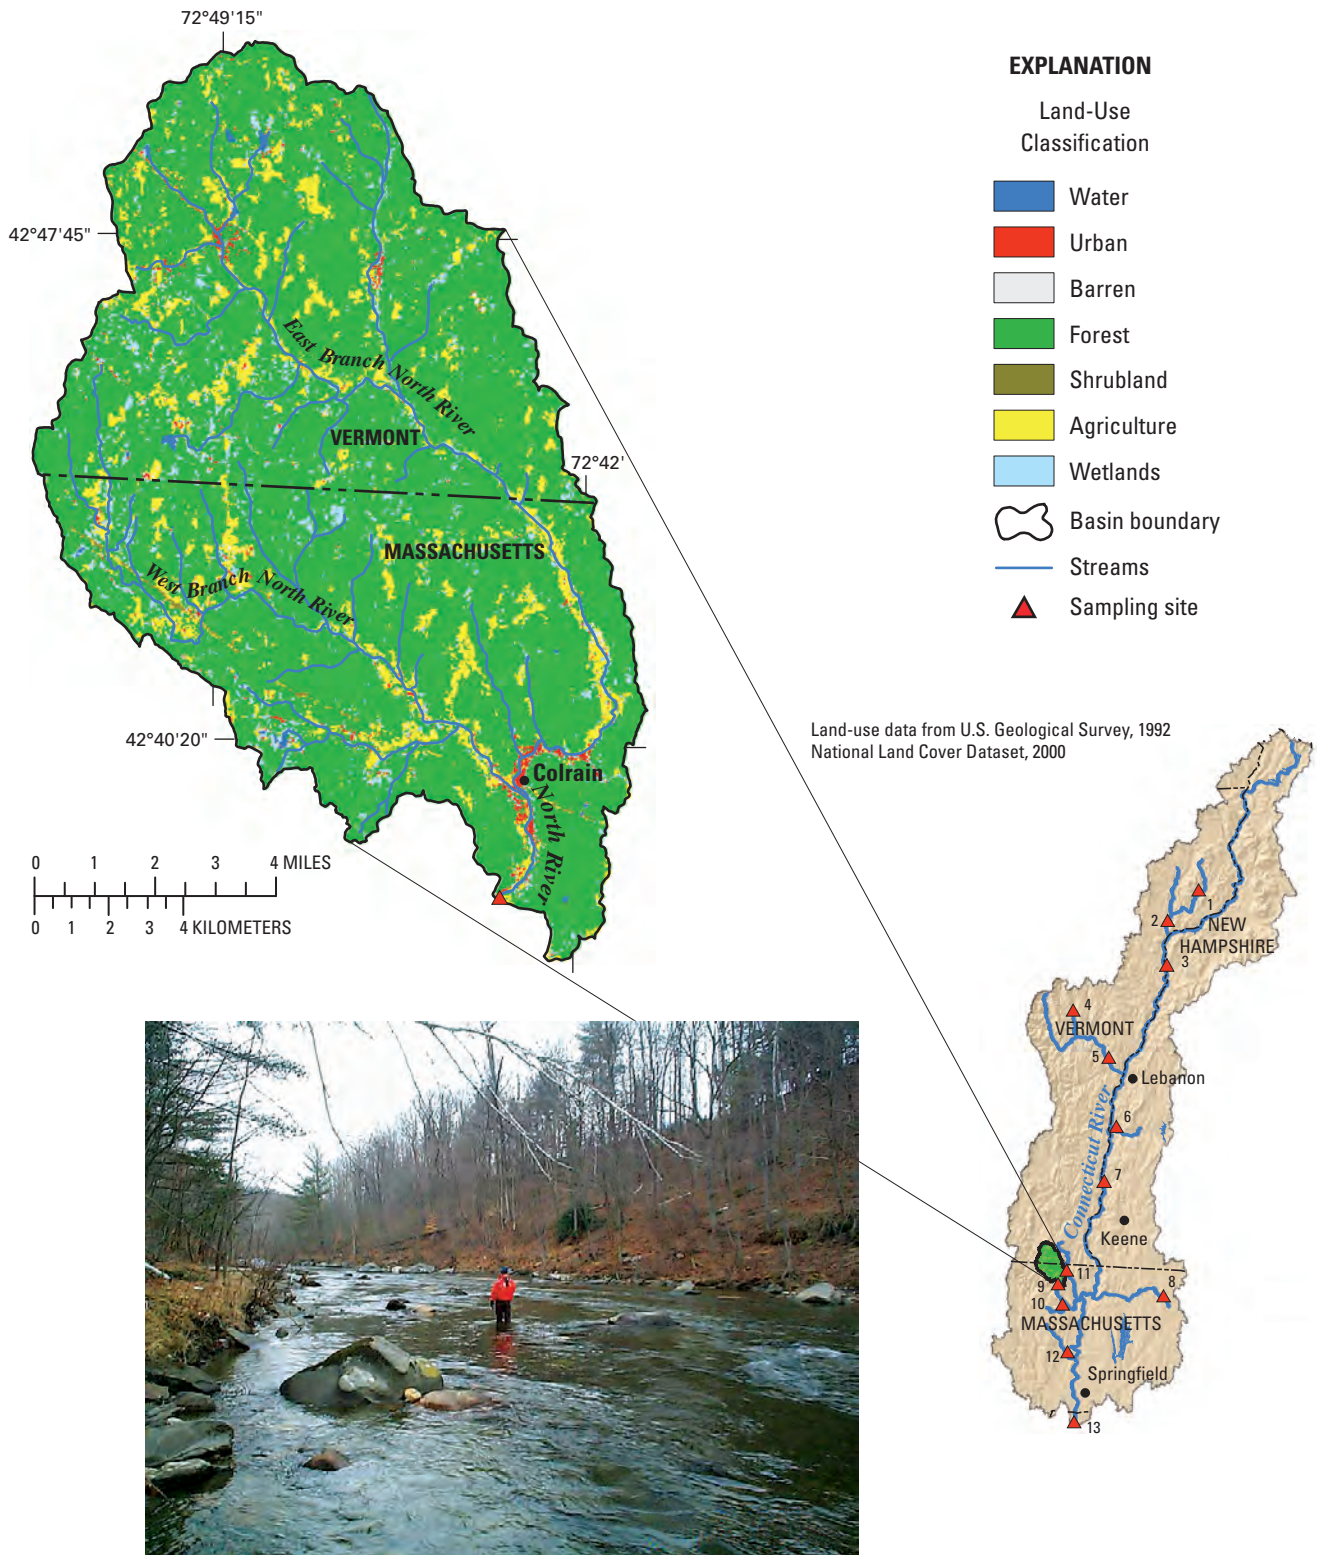 72°49'15"
42°47'45"
East Branch North River
VERMONT
72°42'
MASSACHUSETTS
West Branch North River
42°40'20"
Colrain
North River
0 1 2 3 4 MILES
0 1 2 3 4 KILOMETERS
EXPLANATION
Land-Use
Classification
Water
Urban
Barren
Forest
Shrubland
Agriculture
Wetlands
Basin boundary
Streams
Sampling site
Land-use data from U.S. Geological Survey, 1992
National Land Cover Dataset, 2000
1
2
NEW
HAMPSHIRE
3
4
VERMONT
5
Lebanon
Connecticut River
6
7
Keene
11
9
8
10
MASSACHUSETTS
12
Springfield
13